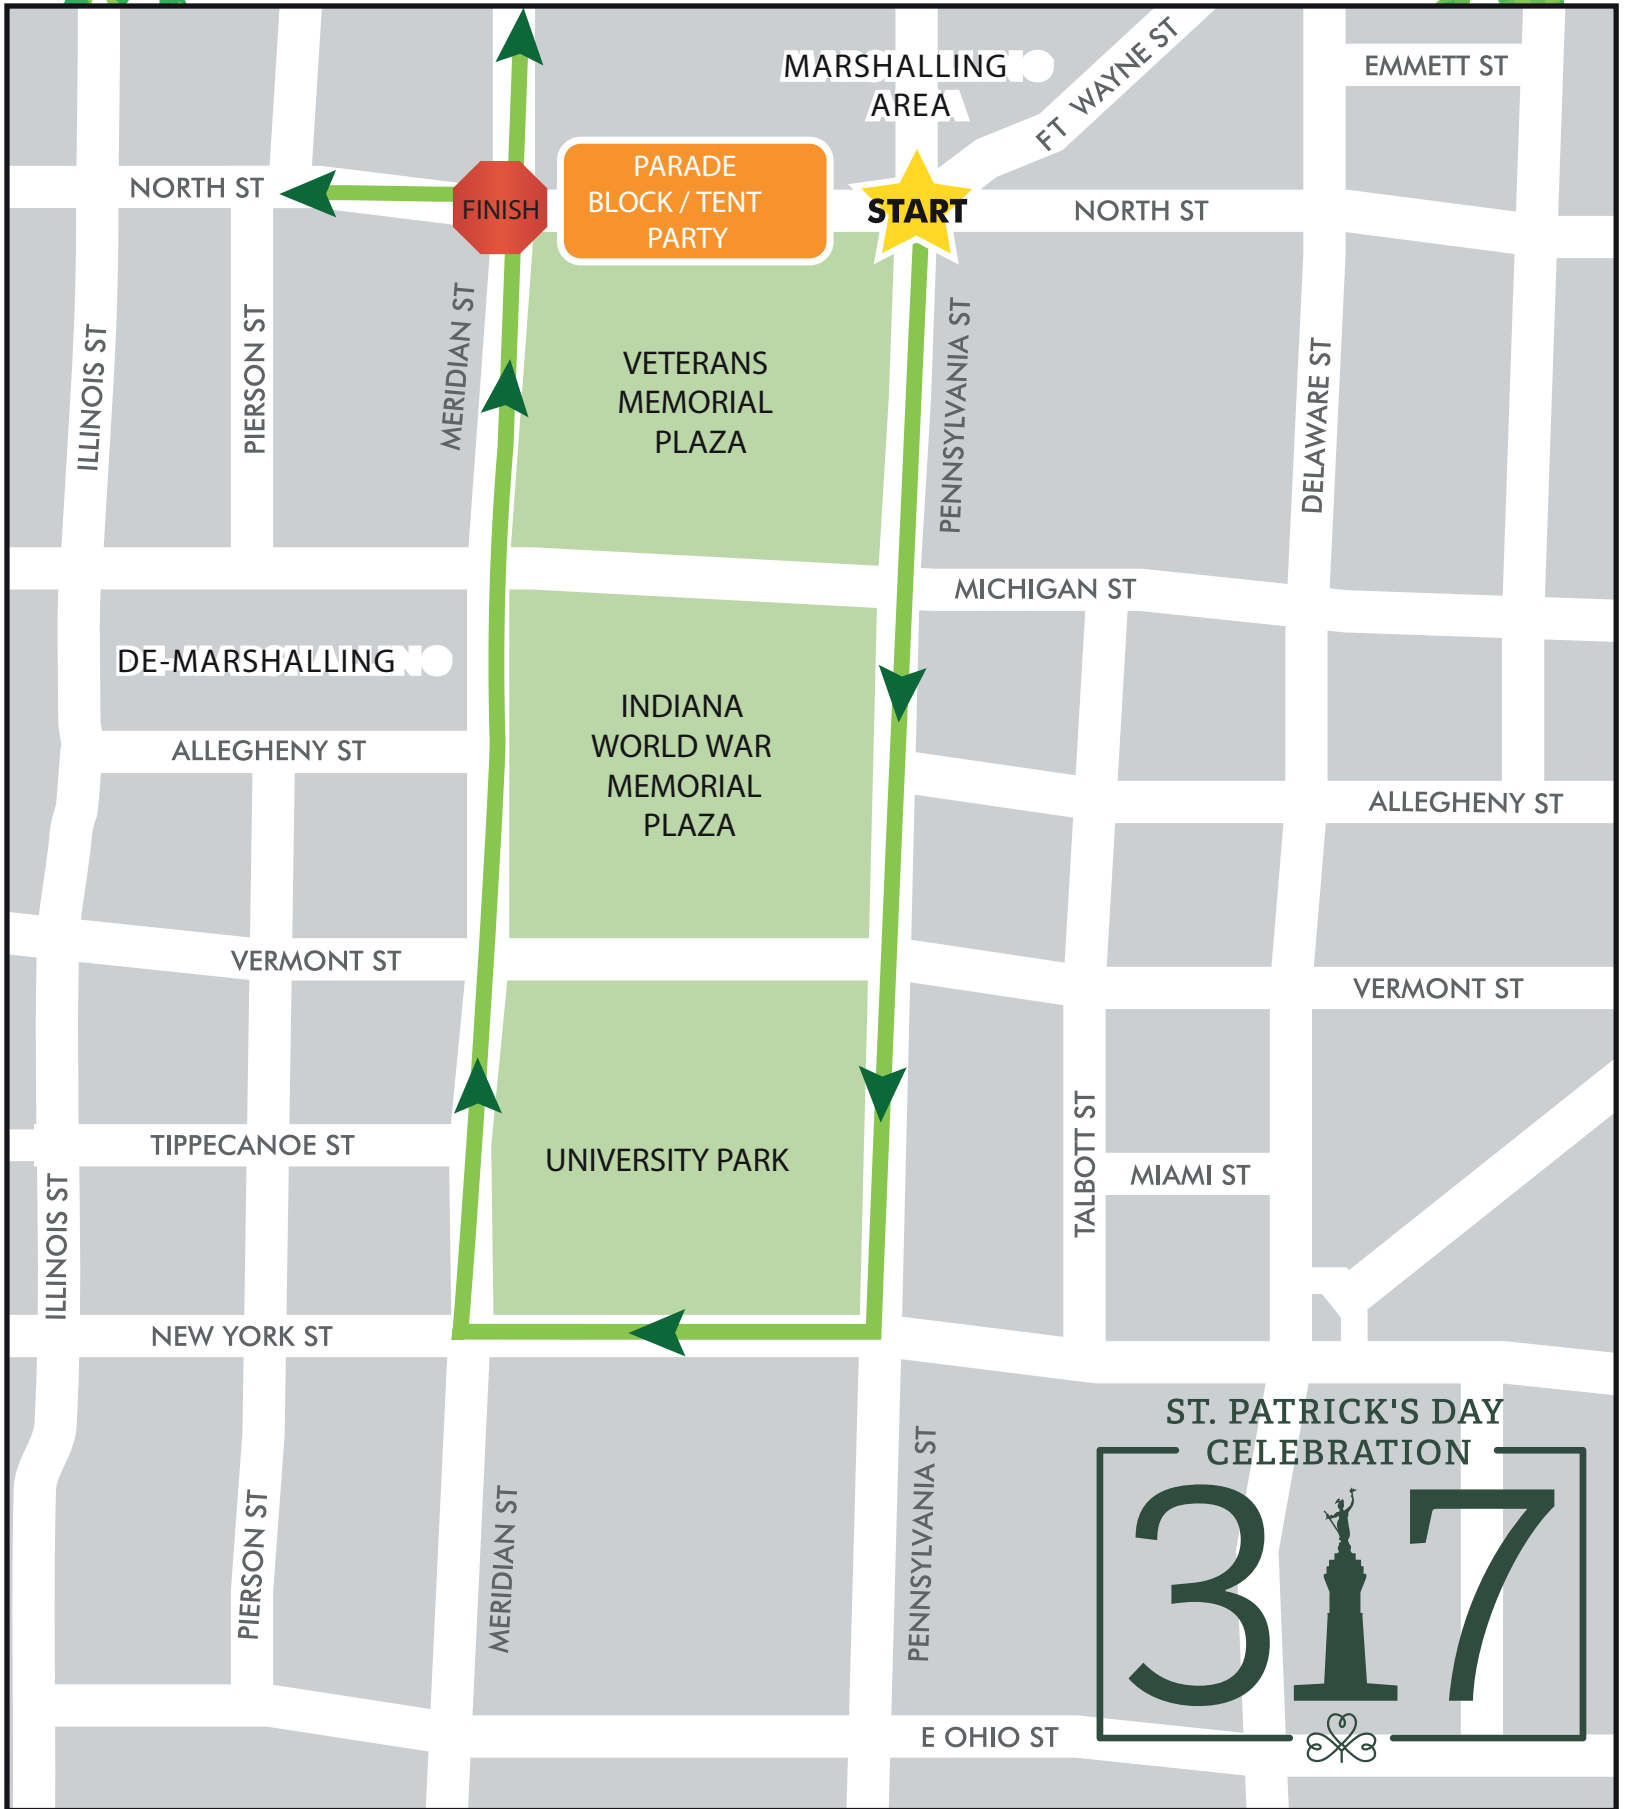 MARSHALLING
AREA
FT WAYNE ST
EMMETT ST
NORTH ST
FINISH
PARADE
BLOCK / TENT
PARTY
START
NORTH ST
ILLINOIS ST
PIERSON ST
MERIDIAN ST
VETERANS
MEMORIAL
PLAZA
PENNSYLVANIA ST
DELAWARE ST
MICHIGAN ST
DE-MARSHALLING
ALLEGHENY ST
INDIANA
WORLD WAR
MEMORIAL
PLAZA
ALLEGHENY ST
VERMONT ST
VERMONT ST
TIPPECANOE ST
UNIVERSITY PARK
TALBOTT ST
MIAMI ST
ILLINOIS ST
NEW YORK ST
PIERSON ST
MERIDIAN ST
PENNSYLVANIA ST
ST. PATRICK'S DAY
CELEBRATION
317
E OHIO ST